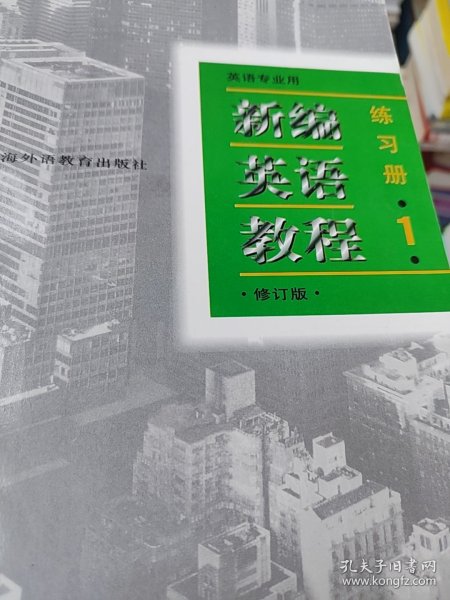 英语专业用
新编
英语
教程
练习册·1·
·修订版·
海外语教育出版社
孔夫子旧书网
www.kongfz.com